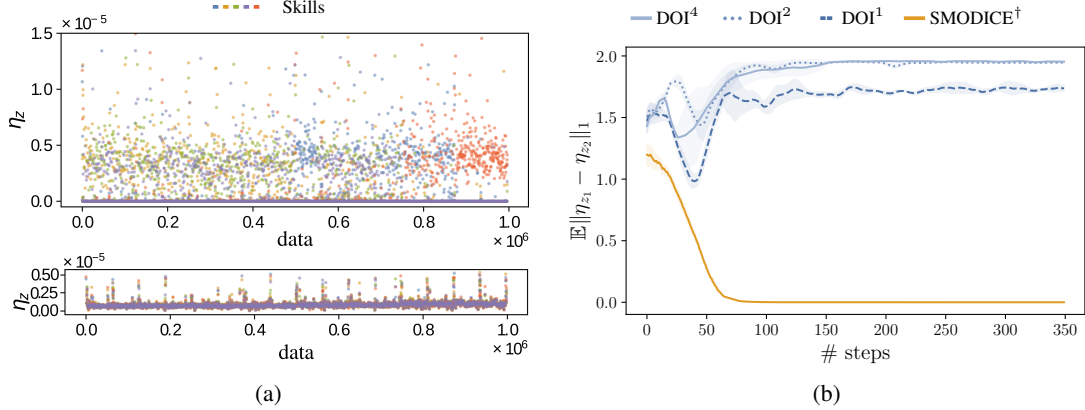 Skills
× 10⁻⁵
1.5
1.0
0.5
0.0
η_z
0.0 0.2 0.4 0.6 0.8 1.0
× 10⁶
data
× 10⁻⁵
0.50
0.25
0.00
η_z
0.0 0.2 0.4 0.6 0.8 1.0
× 10⁶
data
(a)
DOI⁴ DOI² DOI¹ SMODICE†
2.0
1.5
1.0
0.5
0.0
𝔼‖η_{z₁} − η_{z₂}‖₁
0 50 100 150 200 250 300 350
# steps
(b)